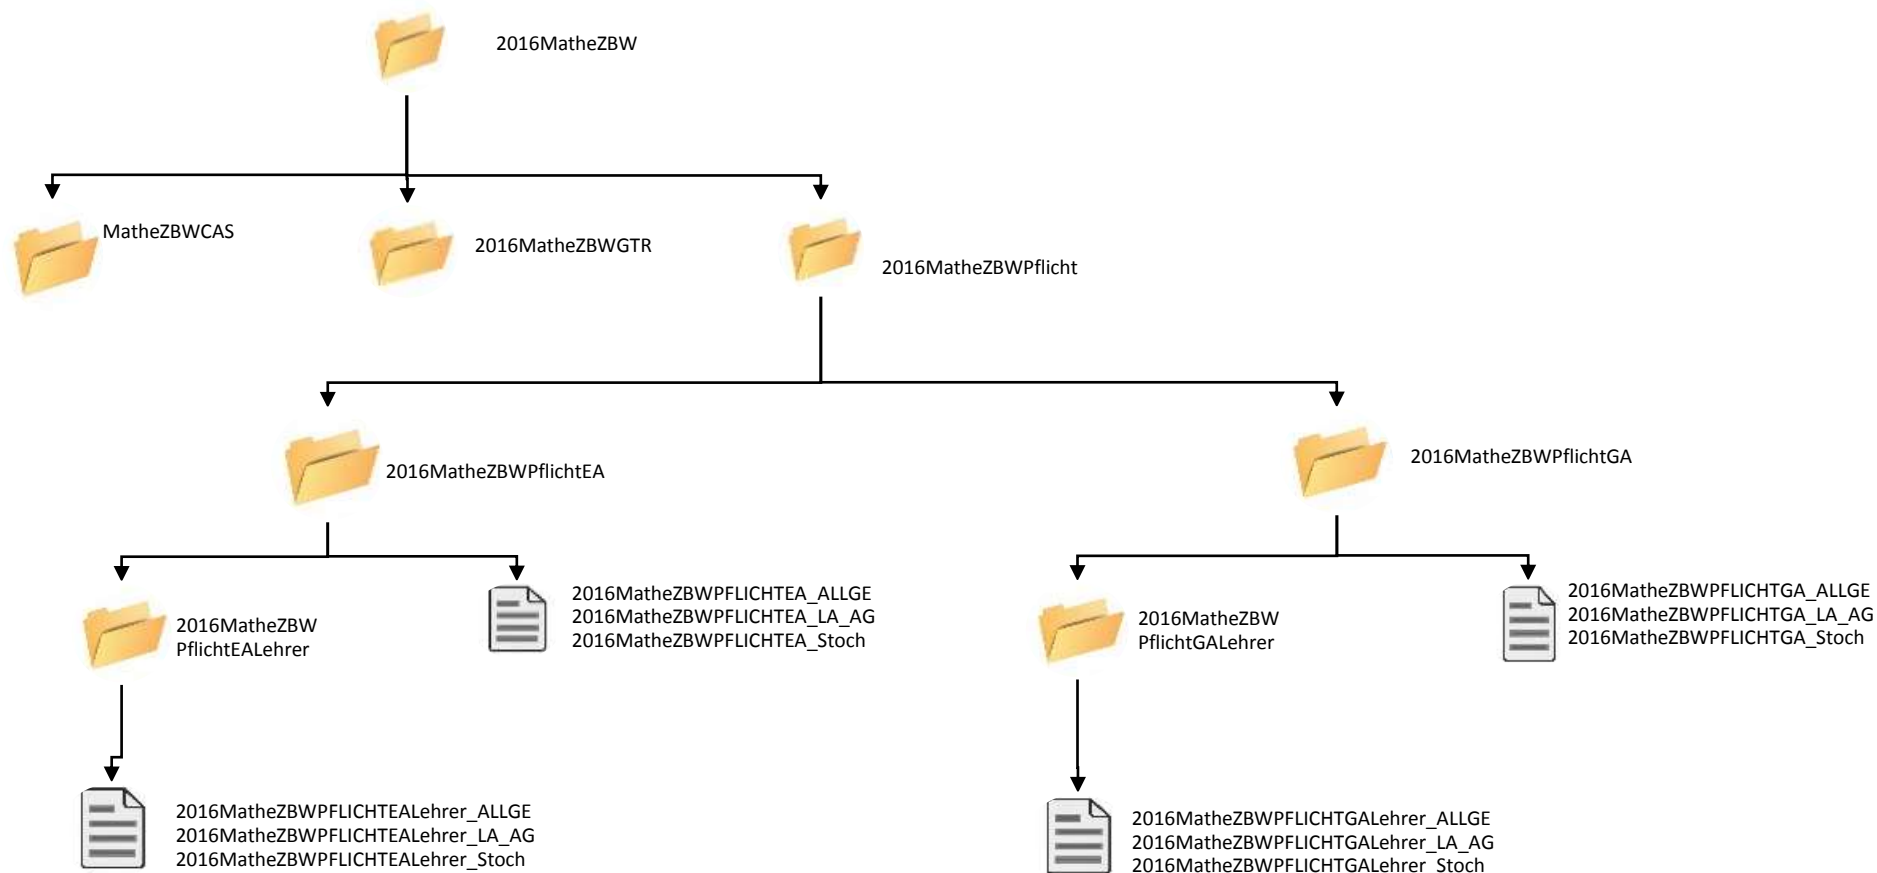 2016MatheZBW
MatheZBWCAS
2016MatheZBWGTR
2016MatheZBWPflicht
2016MatheZBWPflichtEA
2016MatheZBWPflichtGA
2016MatheZBW
PflichtEALehrer
2016MatheZBWPFLICHTEA_ALLGE
2016MatheZBWPFLICHTEA_LA_AG
2016MatheZBWPFLICHTEA_Stoch
2016MatheZBW
PflichtGALehrer
2016MatheZBWPFLICHTGA_ALLGE
2016MatheZBWPFLICHTGA_LA_AG
2016MatheZBWPFLICHTGA_Stoch
2016MatheZBWPFLICHTEALehrer_ALLGE
2016MatheZBWPFLICHTEALehrer_LA_AG
2016MatheZBWPFLICHTEALehrer_Stoch
2016MatheZBWPFLICHTGALehrer_ALLGE
2016MatheZBWPFLICHTGALehrer_LA_AG
2016MatheZBWPFLICHTGALehrer_Stoch